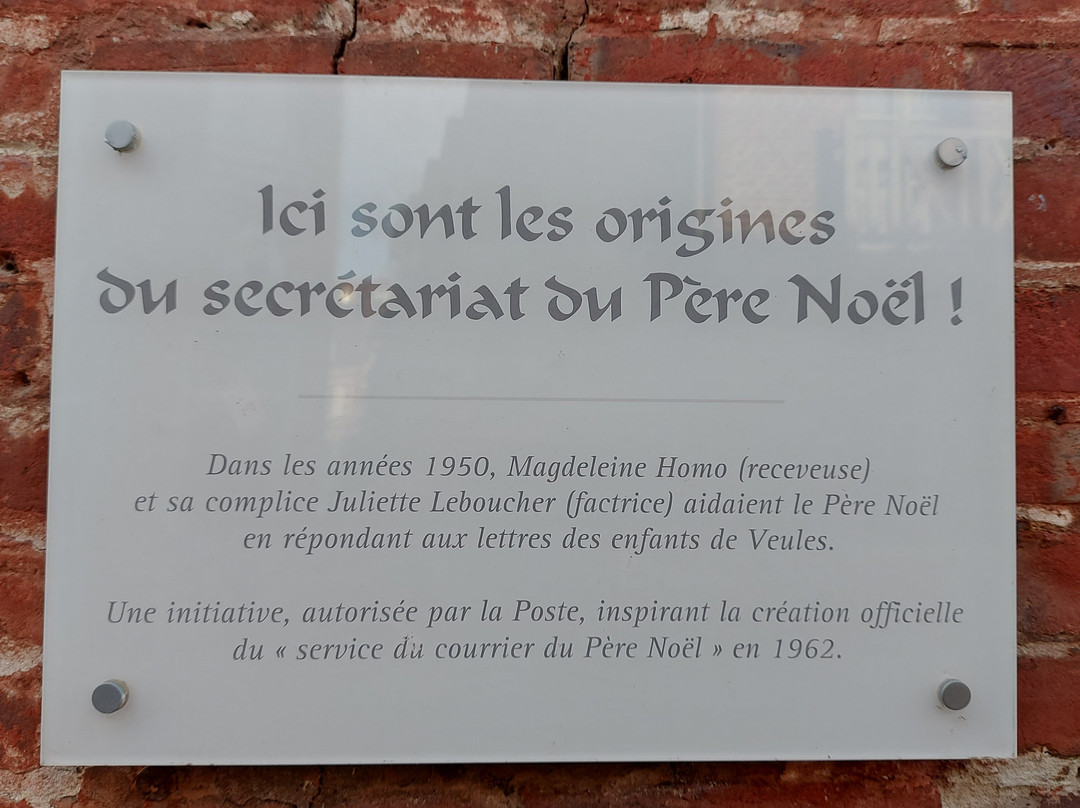 Ici sont les origines
du secrétariat du Père Noël !
Dans les années 1950, Magdeleine Homo (receveuse)
et sa complice Juliette Leboucher (factrice) aidaient le Père Noël
en répondant aux lettres des enfants de Veules.
Une initiative, autorisée par la Poste, inspirant la création officielle
du « service du courrier du Père Noël » en 1962.